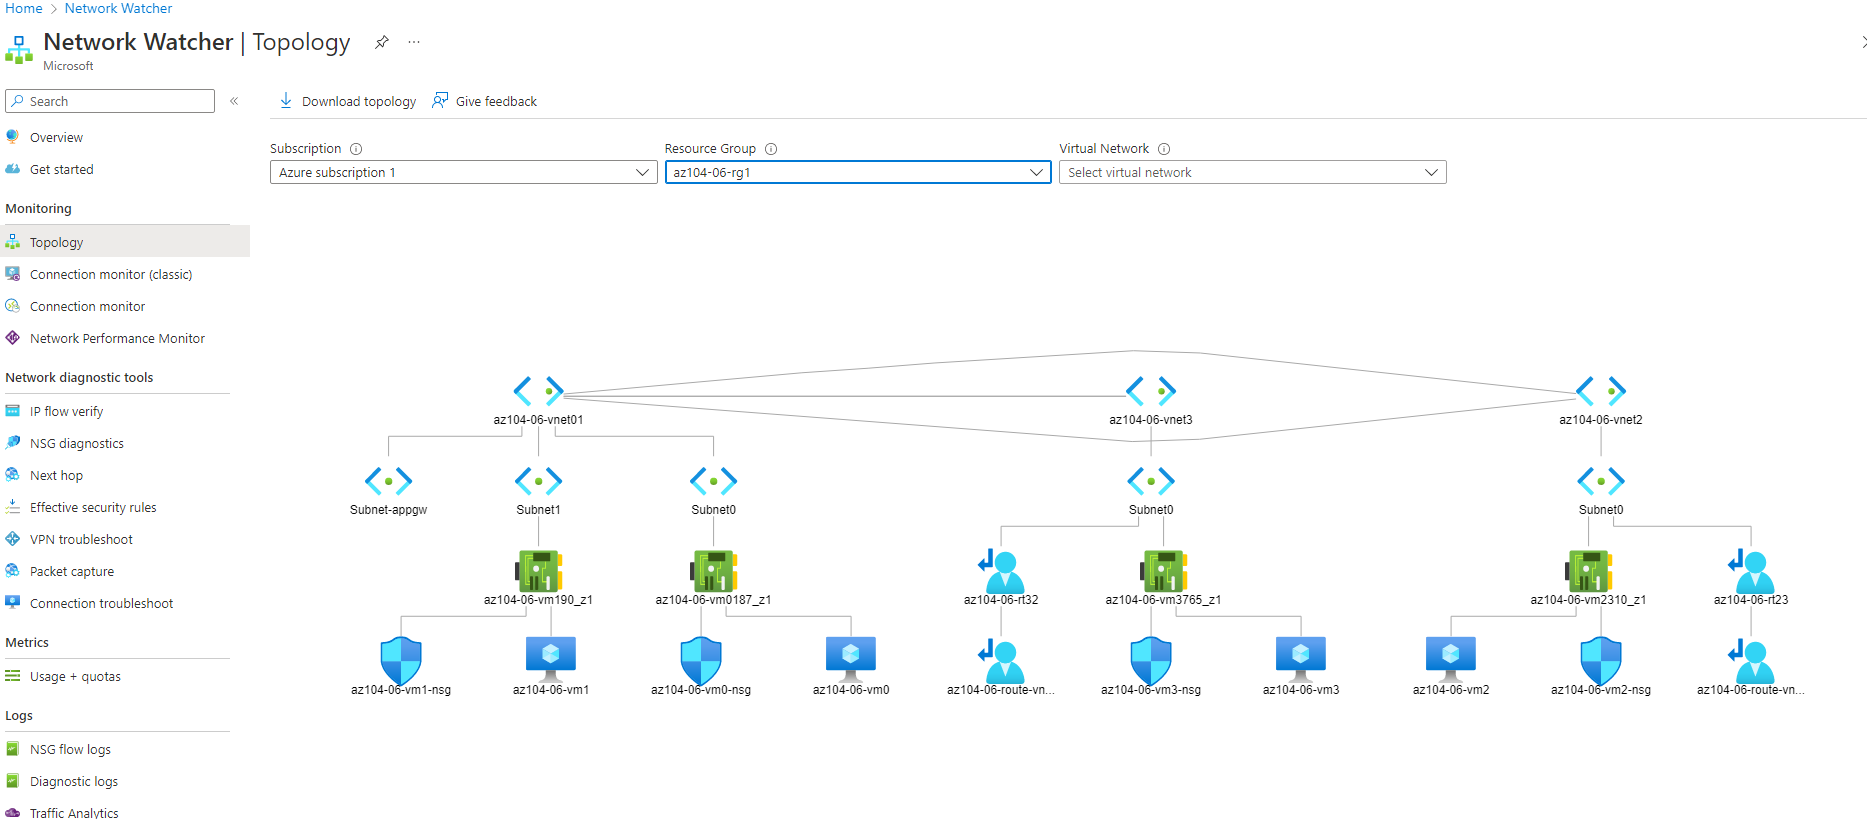 Home > Network Watcher
Network Watcher | Topology
...
Microsoft
Search
«
Overview
Get started
Monitoring
Topology
Connection monitor (classic)
Connection monitor
Network Performance Monitor
Network diagnostic tools
IP flow verify
NSG diagnostics
Next hop
Effective security rules
VPN troubleshoot
Packet capture
Connection troubleshoot
Metrics
Usage + quotas
Logs
NSG flow logs
Diagnostic logs
Traffic Analytics
Download topology Give feedback
Subscription Resource Group Virtual Network
Azure subscription 1 az104-06-rg1 Select virtual network
az104-06-vnet01 az104-06-vnet3 az104-06-vnet2
Subnet-appgw Subnet1 Subnet0 Subnet0 Subnet0
az104-06-vm190_z1 az104-06-vm0187_z1 az104-06-rt32 az104-06-vm3765_z1 az104-06-vm2310_z1 az104-06-rt23
az104-06-vm1-nsg az104-06-vm1 az104-06-vm0-nsg az104-06-vm0 az104-06-route-vn... az104-06-vm3-nsg az104-06-vm3 az104-06-vm2 az104-06-vm2-nsg az104-06-route-vn...